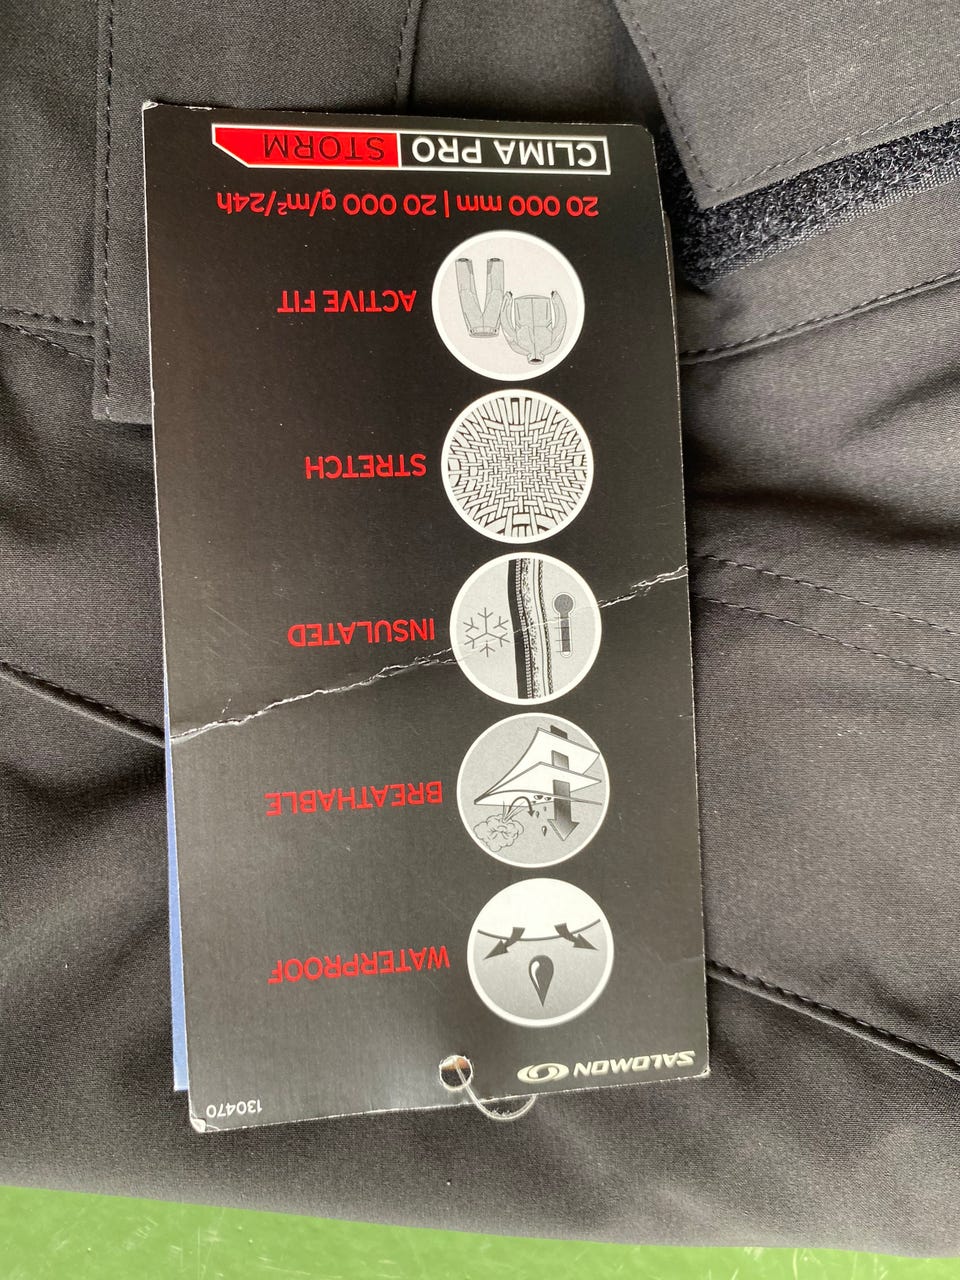 130470
SALOMON
WATERPROOF
BREATHABLE
INSULATED
STRETCH
ACTIVE FIT
20 000 mm | 20 000 g/m²/24h
CLIMA PRO STORM